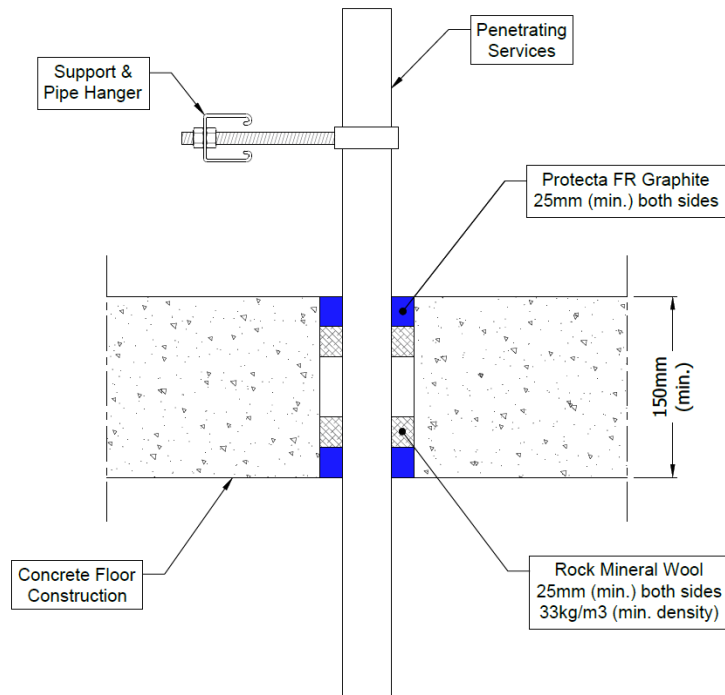 Penetrating
Services
Support &
Pipe Hanger
Protecta FR Graphite
25mm (min.) both sides
150mm
(min.)
Concrete Floor
Construction
Rock Mineral Wool
25mm (min.) both sides
33kg/m3 (min. density)